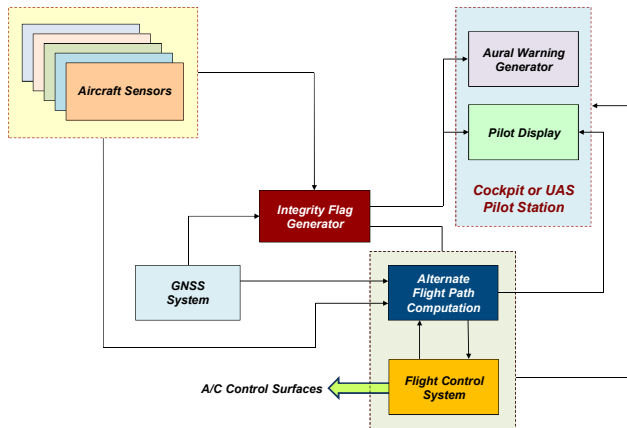 Aural Warning
Generator
Aircraft Sensors
Pilot Display
Cockpit or UAS
Pilot Station
Integrity Flag
Generator
GNSS
System
Alternate
Flight Path
Computation
A/C Control Surfaces
Flight Control
System